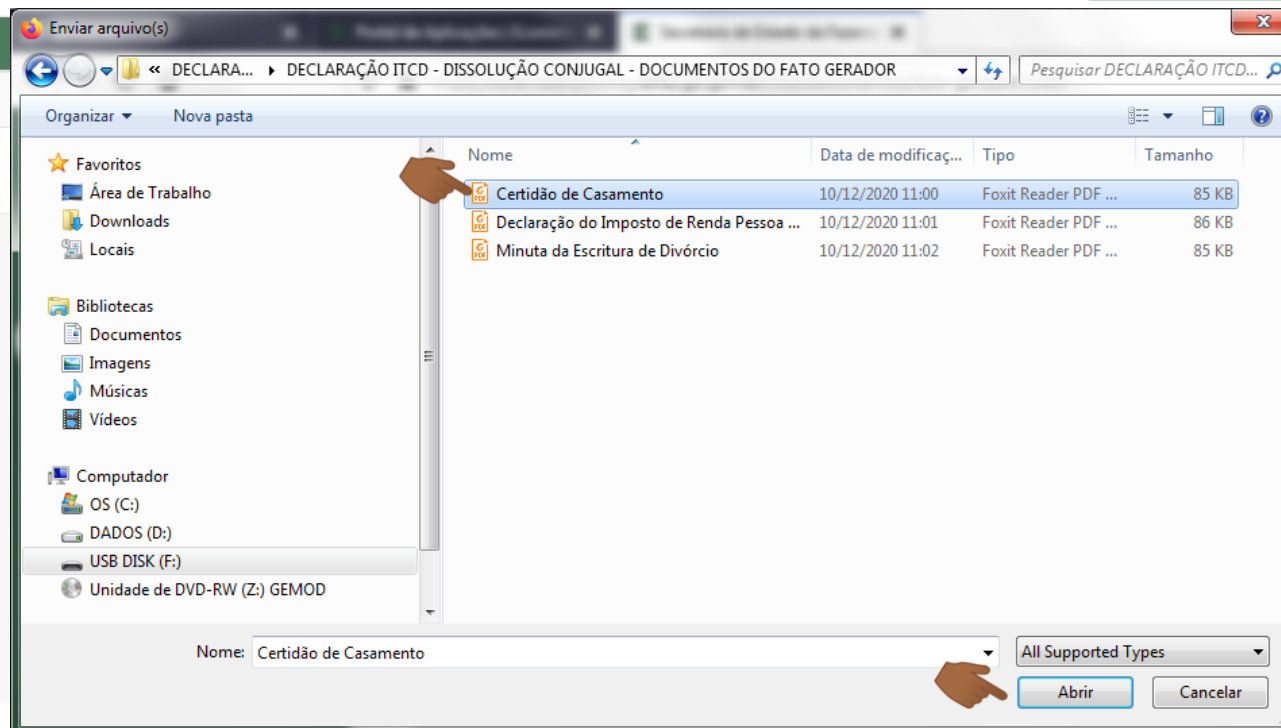 Enviar arquivo(s)
« DECLARA... ▸ DECLARAÇÃO ITCD - DISSOLUÇÃO CONJUGAL - DOCUMENTOS DO FATO GERADOR
Pesquisar DECLARAÇÃO ITCD...
Organizar Nova pasta
Favoritos
Área de Trabalho
Downloads
Locais
Bibliotecas
Documentos
Imagens
Músicas
Vídeos
Computador
OS (C:)
DADOS (D:)
USB DISK (F:)
Unidade de DVD-RW (Z:) GEMOD
Nome Data de modificaç... Tipo Tamanho
Certidão de Casamento 10/12/2020 11:00 Foxit Reader PDF ... 85 KB
Declaração do Imposto de Renda Pessoa ... 10/12/2020 11:01 Foxit Reader PDF ... 86 KB
Minuta da Escritura de Divórcio 10/12/2020 11:02 Foxit Reader PDF ... 85 KB
Nome: Certidão de Casamento
All Supported Types
Abrir Cancelar